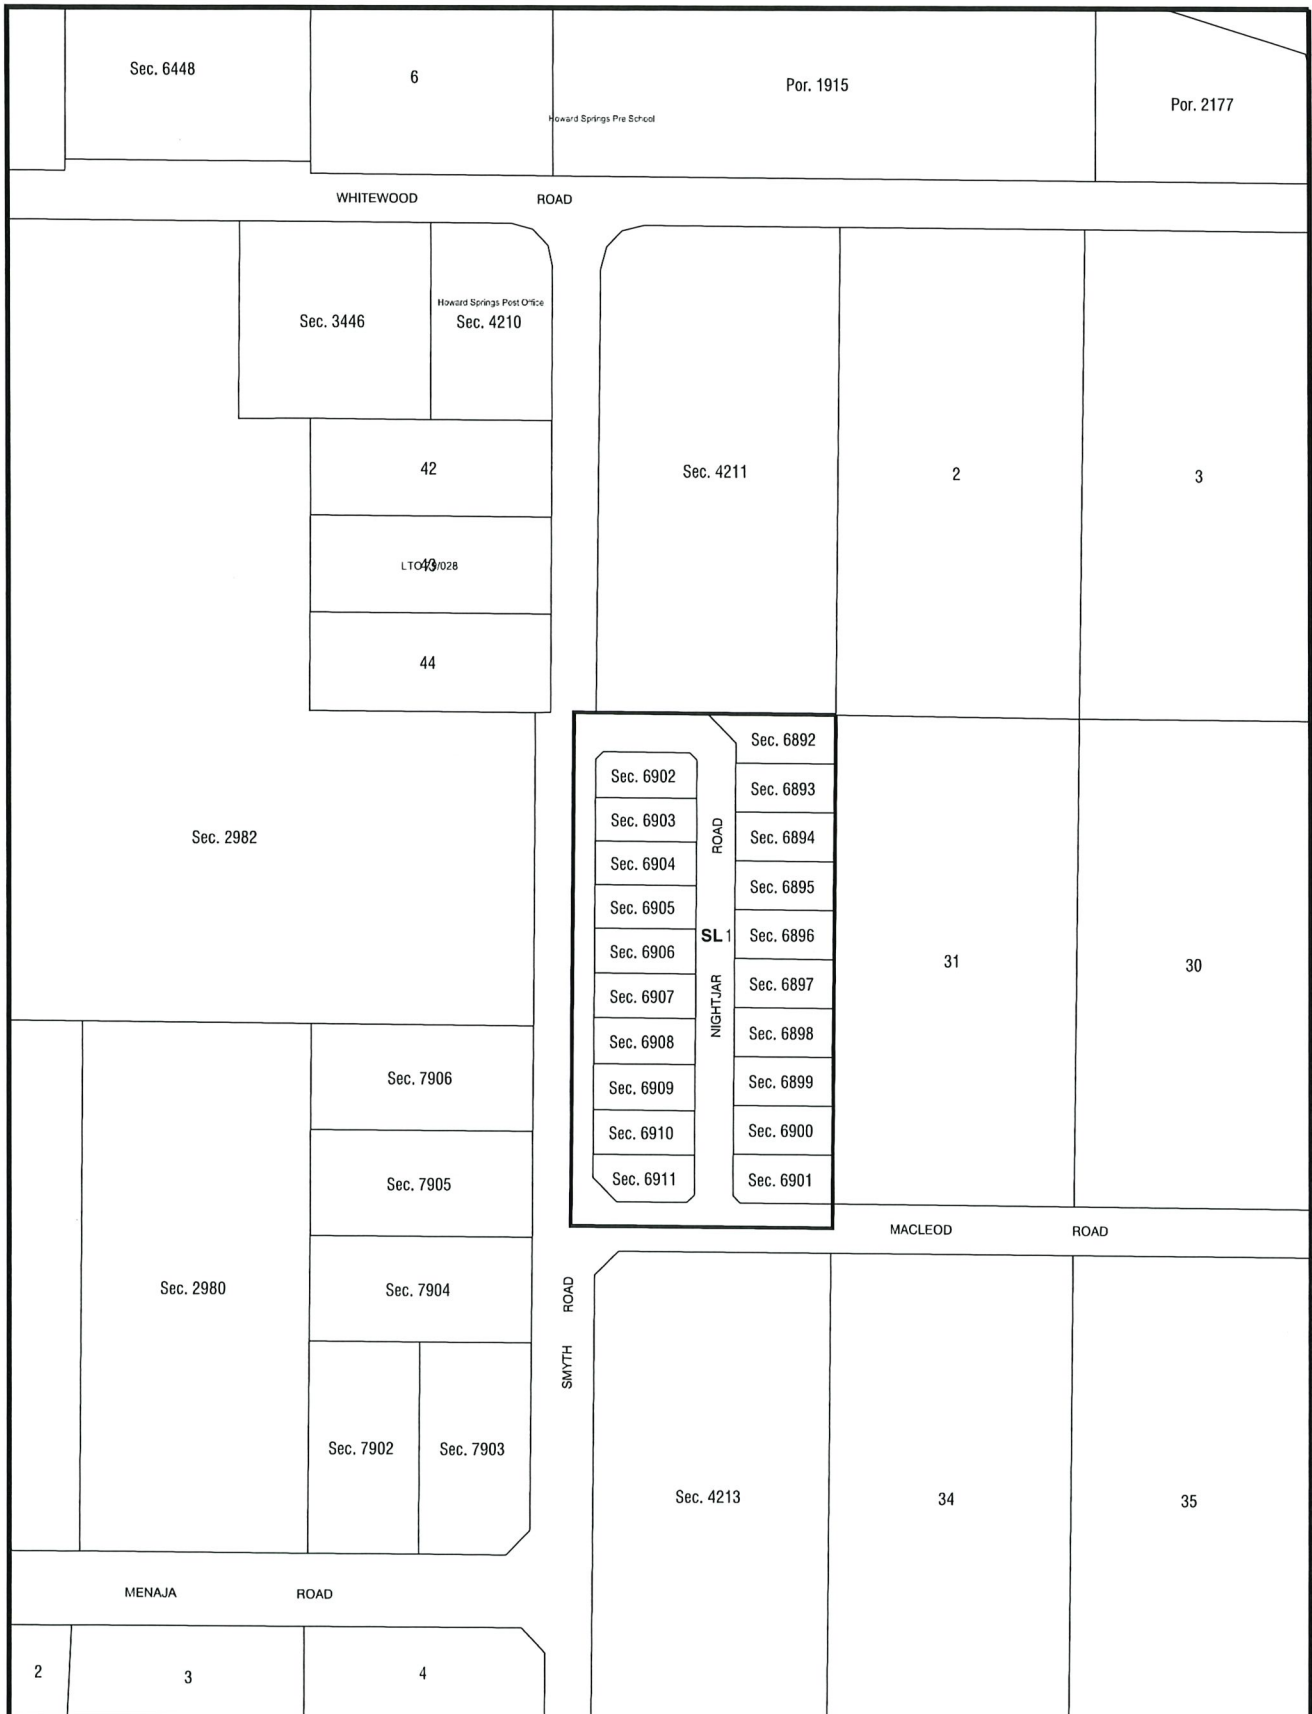 Sec. 6448
6
Por. 1915
Por. 2177
Howard Springs Pre School
WHITEWOOD ROAD
Howard Springs Post Office
Sec. 3446
Sec. 4210
42
Sec. 4211
2
3
43
44
Sec. 6892
Sec. 6902
Sec. 6893
Sec. 6903
Sec. 2982
ROAD
Sec. 6894
Sec. 6904
Sec. 6895
Sec. 6905
SL1
Sec. 6896
Sec. 6906
31
30
Sec. 6897
Sec. 6907
NIGHTJAR
Sec. 6898
Sec. 6908
Sec. 7906
Sec. 6899
Sec. 6909
Sec. 6900
Sec. 6910
Sec. 7905
Sec. 6911
Sec. 6901
MACLEOD ROAD
Sec. 2980
Sec. 7904
SMYTH ROAD
Sec. 7902
Sec. 7903
Sec. 4213
34
35
MENAJA ROAD
2
3
4